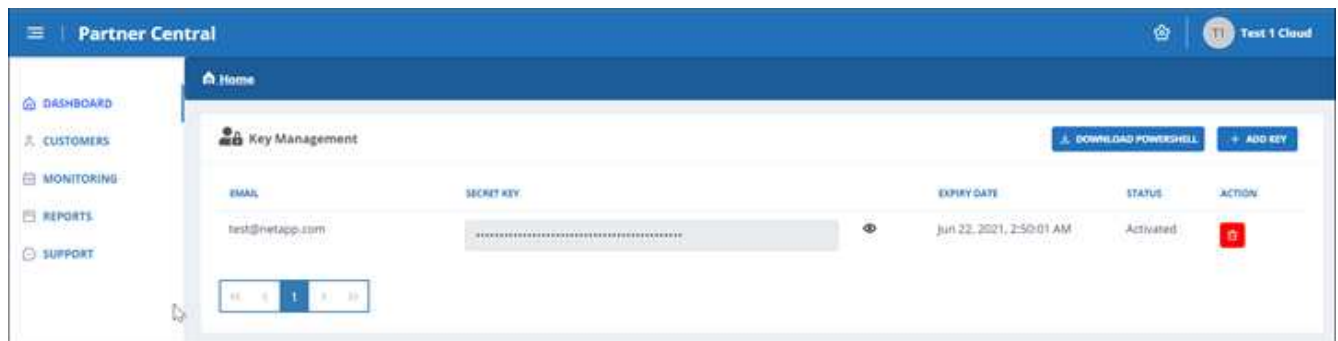 Partner Central
T1 Test 1 Cloud
Home
DASHBOARD
CUSTOMERS
MONITORING
REPORTS
SUPPORT
Key Management
DOWNLOAD POWERSHELL
+ ADD KEY
EMAIL SECRET KEY EXPIRY DATE STATUS ACTION
test@netapp.com Jun 22, 2021, 2:50:01 AM Activated
1